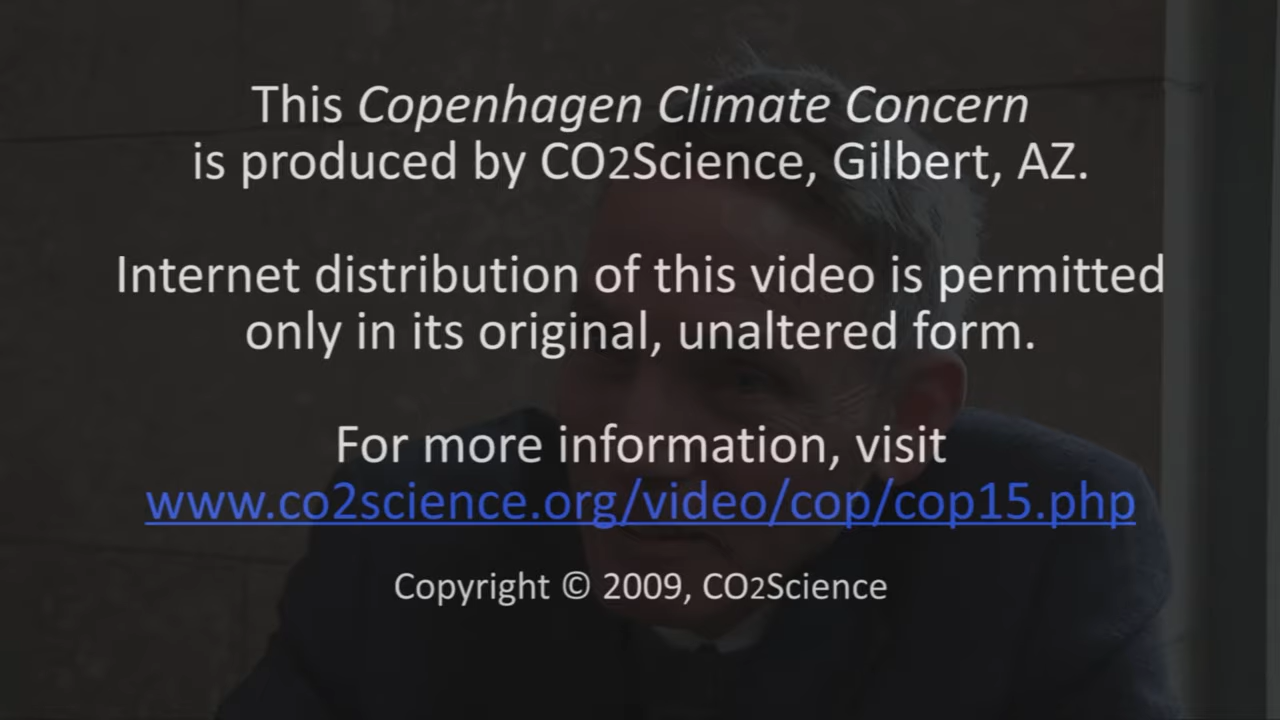 This Copenhagen Climate Concern
is produced by CO2Science, Gilbert, AZ.
Internet distribution of this video is permitted
only in its original, unaltered form.
For more information, visit
www.co2science.org/video/cop/cop15.php
Copyright © 2009, CO2Science